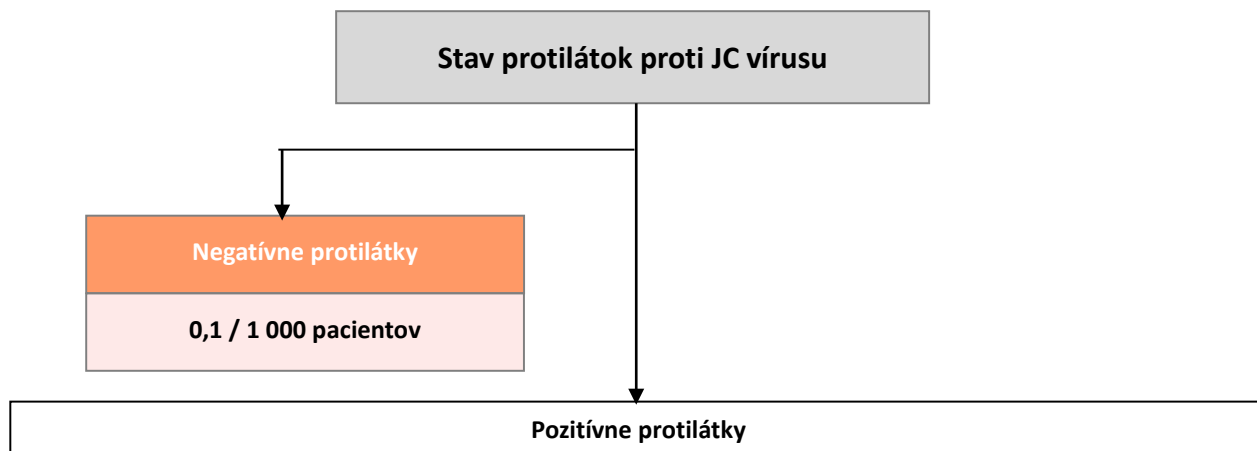 Stav protilátok proti JC vírusu
Negatívne protilátky
0,1 / 1 000 pacientov
Pozitívne protilátky